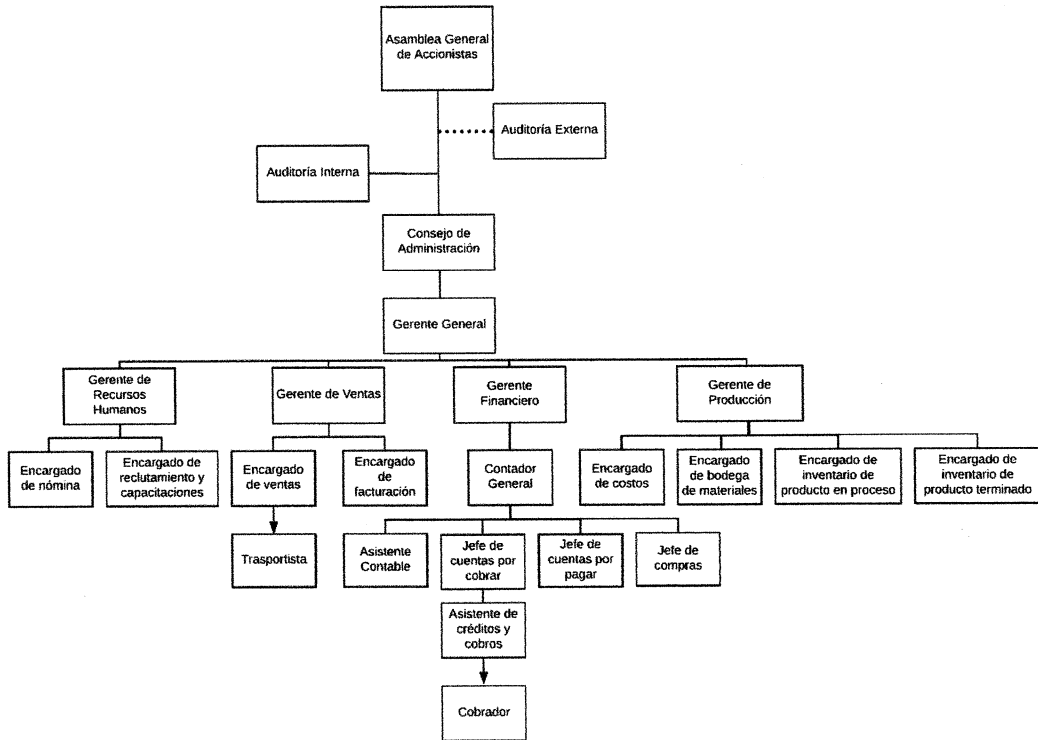 Asamblea General
de Accionistas
Auditoría Externa
Auditoría Interna
Consejo de
Administración
Gerente General
Gerente de
Recursos
Humanos
Gerente de Ventas
Gerente
Financiero
Gerente de
Producción
Encargado
de nómina
Encargado de
reclutamiento y
capacitaciones
Encargado
de ventas
Encargado
de
facturación
Contador
General
Encargado
de costos
Encargado
de bodega
de materiales
Encargado de
inventario de
producto en proceso
Encargado de
inventario de
producto terminado
Trasportista
Asistente
Contable
Jefe de
cuentas por
cobrar
Jefe de
cuentas por
pagar
Jefe de
compras
Asistente de
créditos y
cobros
Cobrador